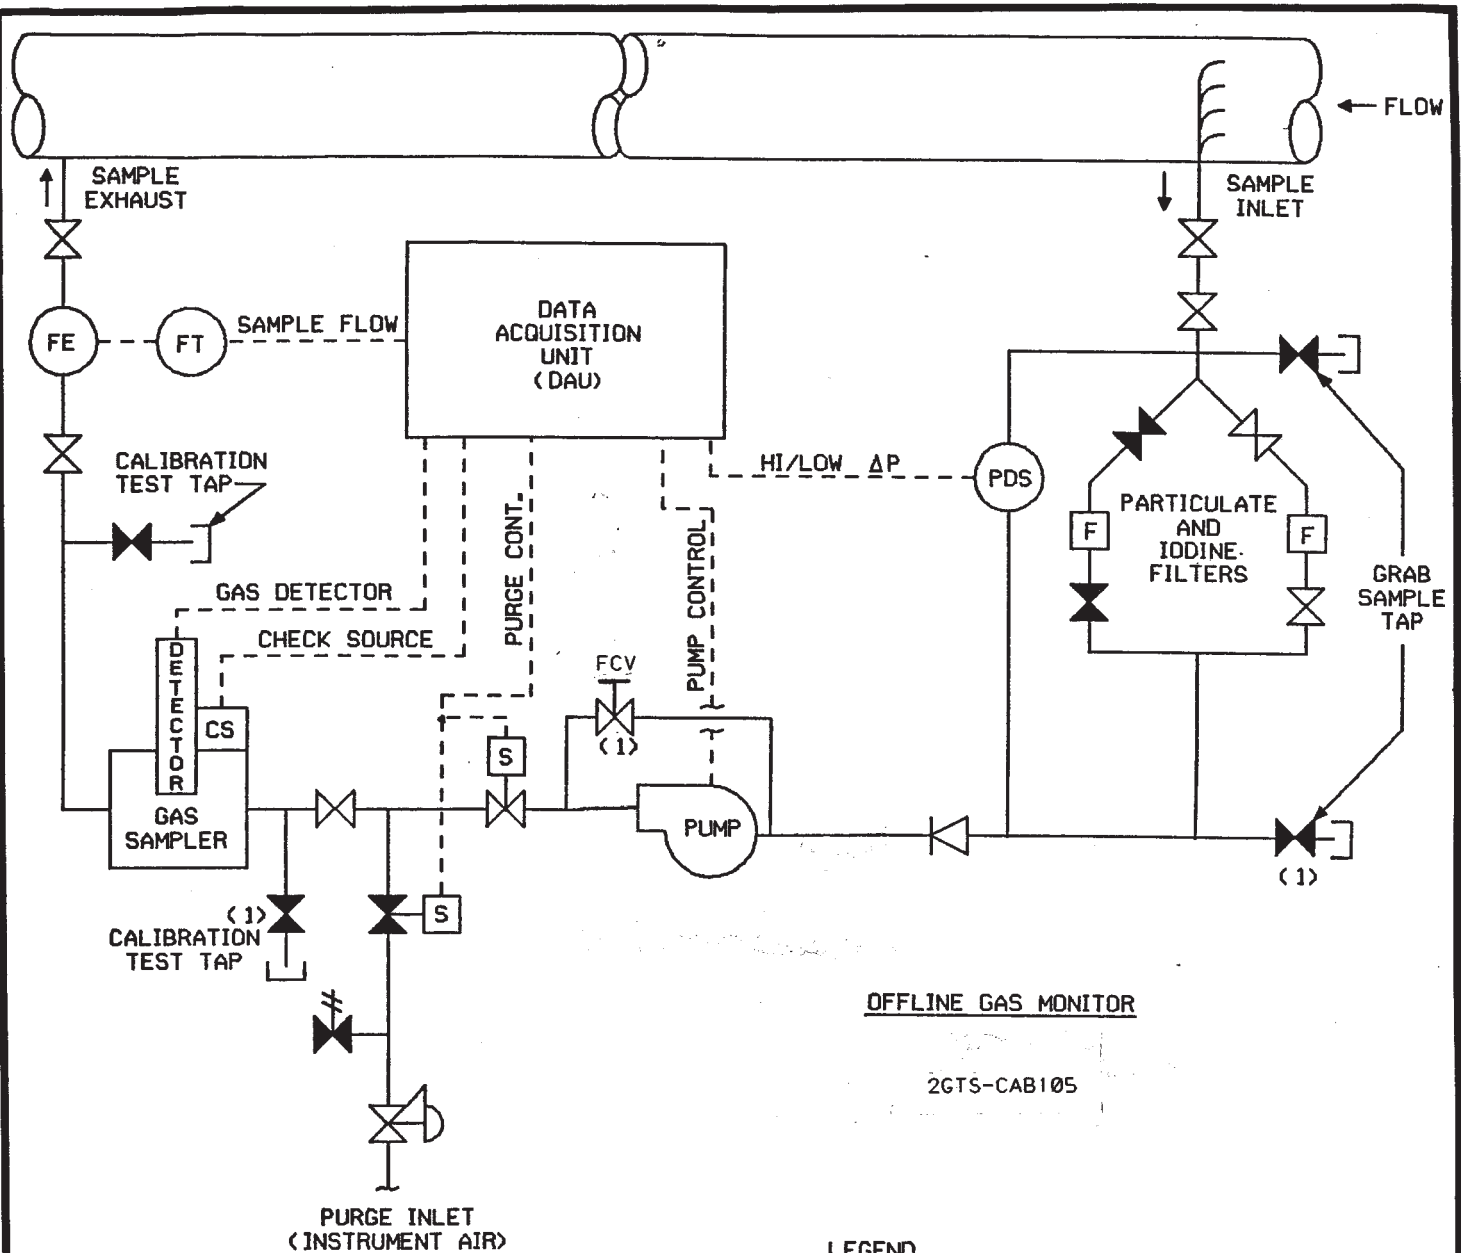 FLOW
SAMPLE
EXHAUST
SAMPLE
INLET
DATA
ACQUISITION
UNIT
(DAU)
FE
FT
SAMPLE FLOW
CALIBRATION
TEST TAP
HI/LOW ΔP
PDS
PARTICULATE
AND
IODINE
FILTERS
F
F
GRAB
SAMPLE
TAP
PURGE CONT.
PUMP CONTROL
GAS DETECTOR
CHECK SOURCE
DETECTOR
CS
GAS
SAMPLER
FCV
(1)
S
PUMP
(1)
(1)
CALIBRATION
TEST TAP
S
OFFLINE GAS MONITOR
2GTS-CAB105
PURGE INLET
(INSTRUMENT AIR)
LEGEND